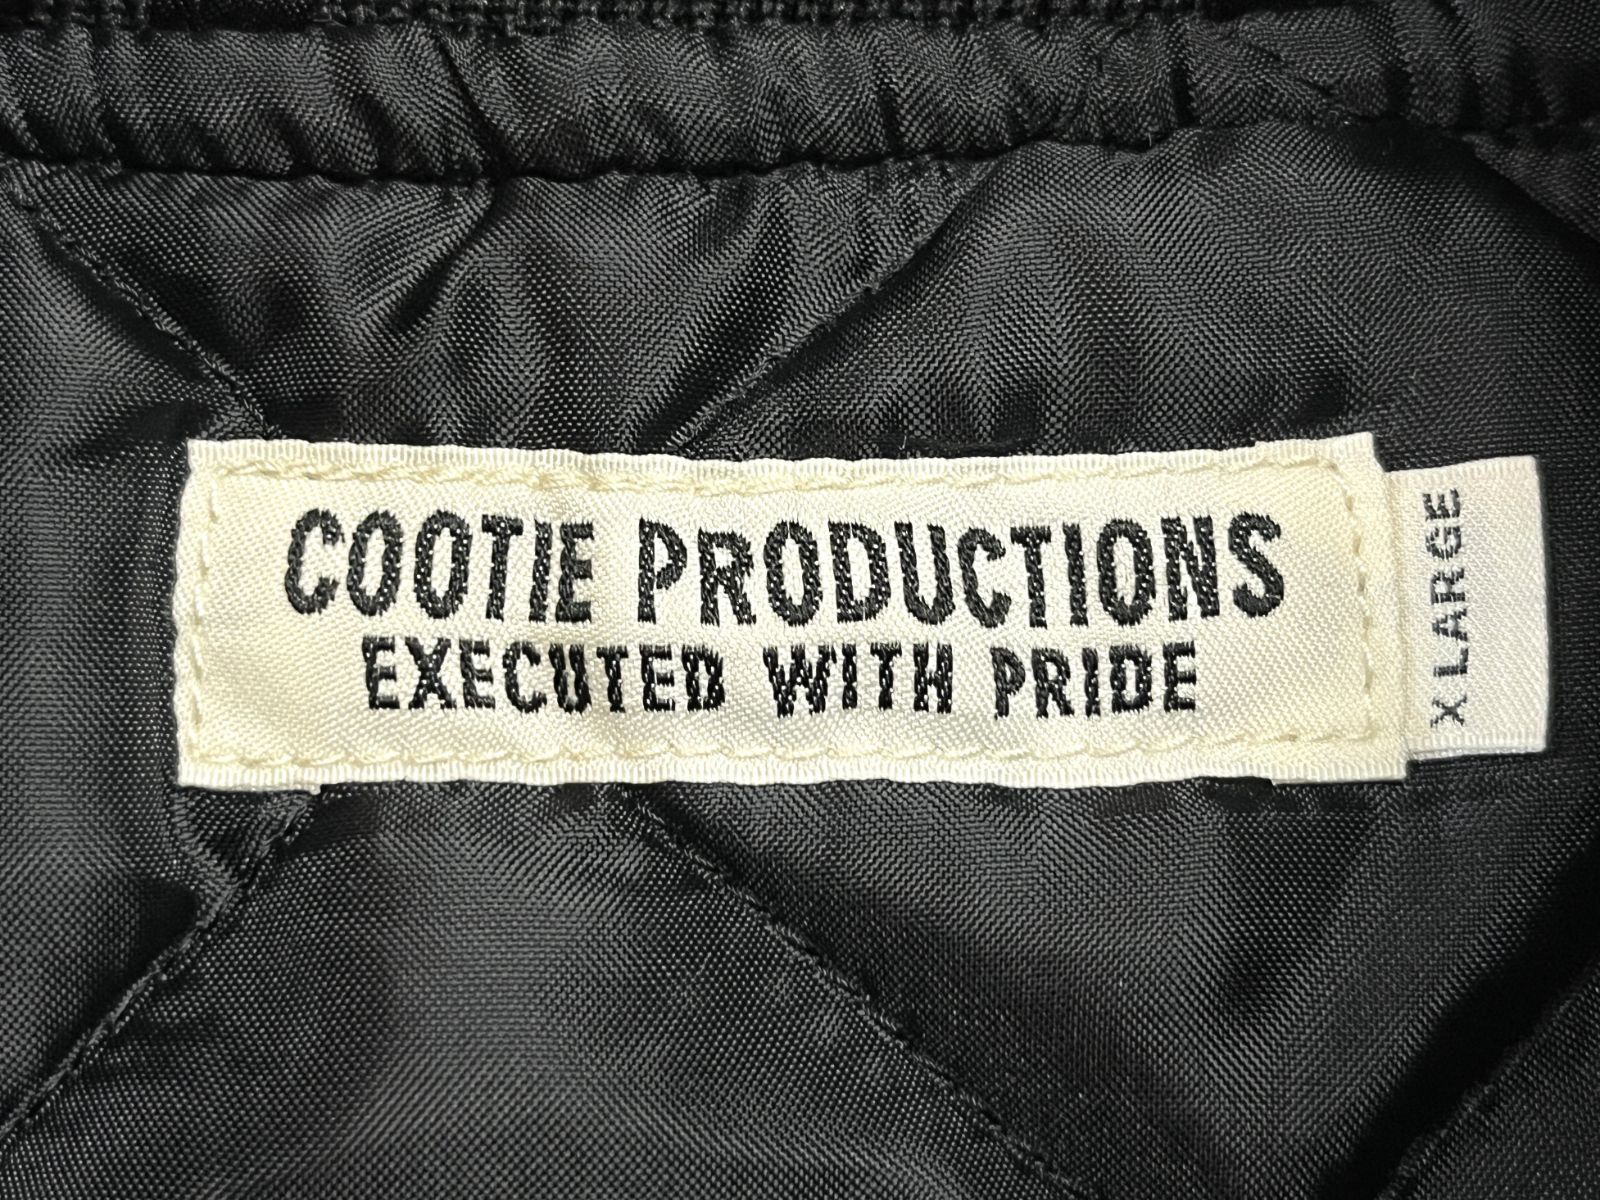 COOTIE PRODUCTIONS
EXECUTED WITH PRIDE
X LARGE